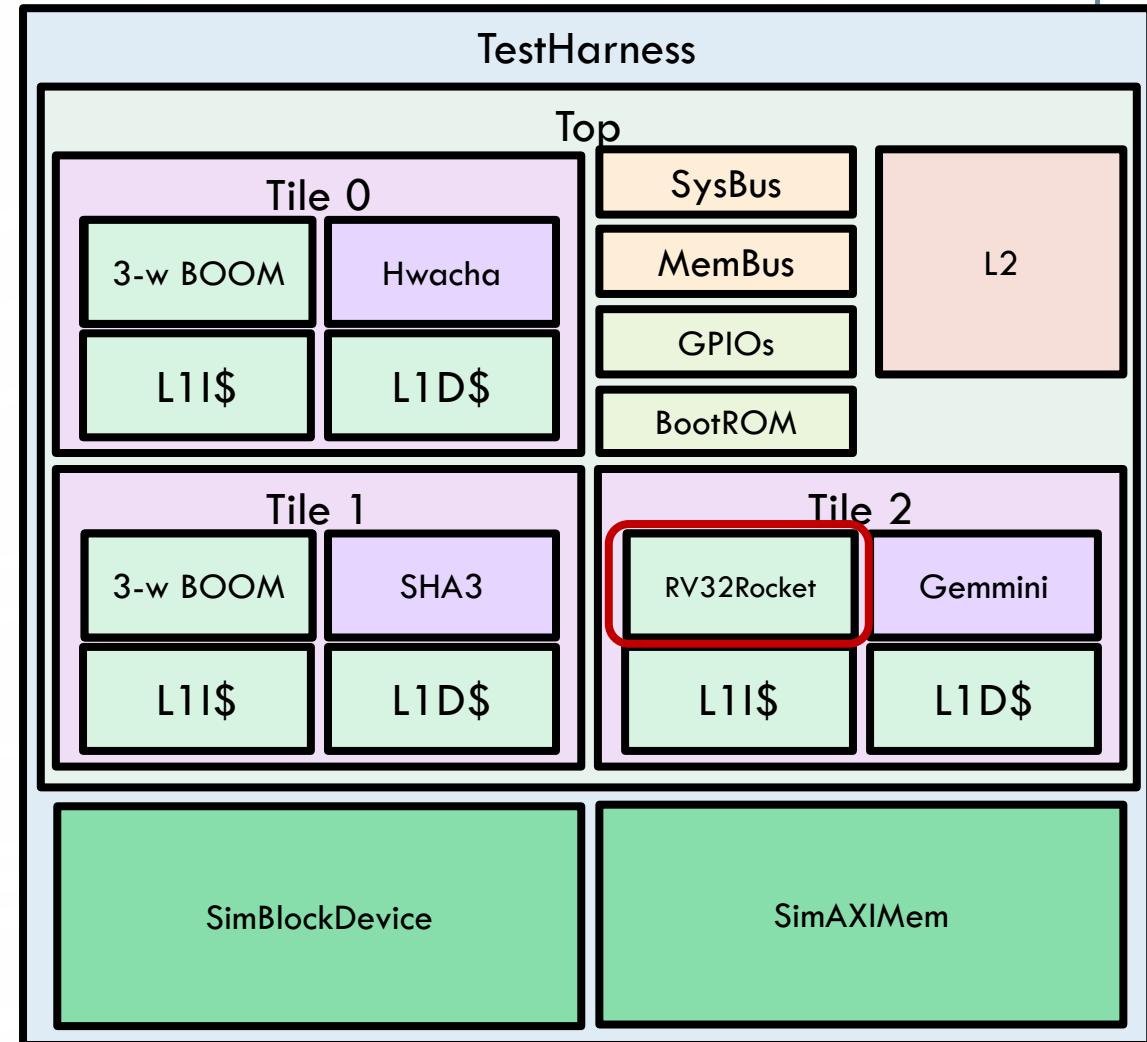 TestHarness
Top
Tile 0
3-w BOOM
Hwacha
L1I$
L1D$
SysBus
MemBus
GPIOs
BootROM
L2
Tile 1
3-w BOOM
SHA3
L1I$
L1D$
Tile 2
RV32Rocket
Gemmini
L1I$
L1D$
SimBlockDevice
SimAXIMem